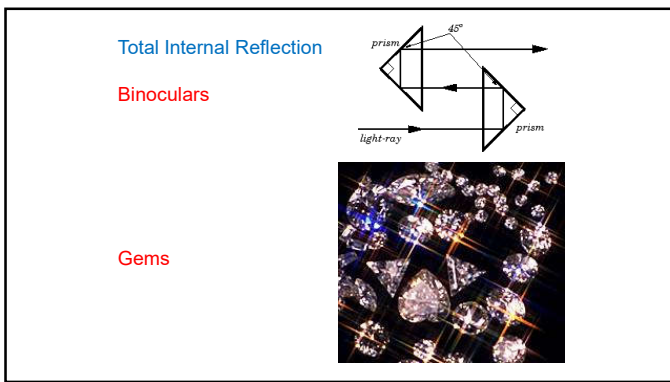 Total Internal Reflection
Binoculars
prism
45°
prism
light-ray
Gems